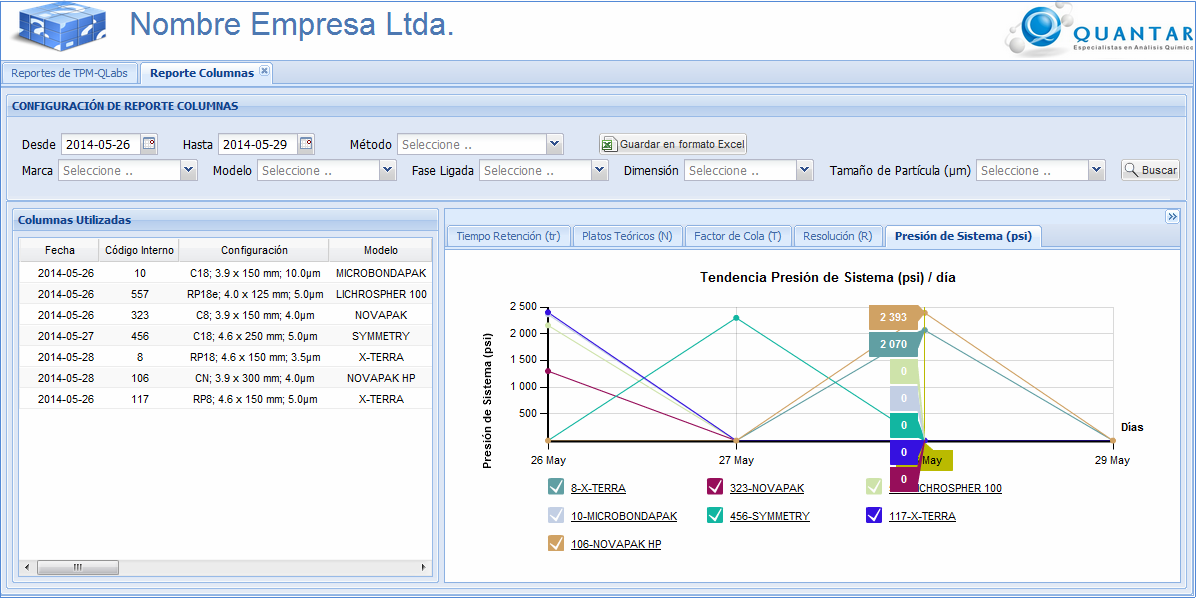 Nombre Empresa Ltda.
QUANTAR
Especialistas en Análisis Químico
Reportes de TPM-QLabs
Reporte Columnas
CONFIGURACIÓN DE REPORTE COLUMNAS
Desde 2014-05-26 Hasta 2014-05-29 Método Seleccione .. Guardar en formato Excel
Marca Seleccione .. Modelo Seleccione .. Fase Ligada Seleccione .. Dimensión Seleccione .. Tamaño de Partícula (µm) Seleccione .. Buscar
Columnas Utilizadas
Fecha Código Interno Configuración Modelo
2014-05-26 10 C18; 3.9 x 150 mm; 10.0µm MICROBONDAPAK
2014-05-26 557 RP18e; 4.0 x 125 mm; 5.0µm LICHROSPHER 100
2014-05-26 323 C8; 3.9 x 150 mm; 4.0µm NOVAPAK
2014-05-27 456 C18; 4.6 x 250 mm; 5.0µm SYMMETRY
2014-05-28 8 RP18; 4.6 x 150 mm; 3.5µm X-TERRA
2014-05-28 106 CN; 3.9 x 300 mm; 4.0µm NOVAPAK HP
2014-05-26 117 RP8; 4.6 x 150 mm; 5.0µm X-TERRA
Tiempo Retención (tr) Platos Teóricos (N) Factor de Cola (T) Resolución (R) Presión de Sistema (psi)
Tendencia Presión de Sistema (psi) / día
Presión de Sistema (psi)
2 500
2 000
1 500
1 000
500
2 393
2 070
0
0
0
0
0
Días
26 May 27 May May 29 May
8-X-TERRA 323-NOVAPAK CHROSPHER 100
10-MICROBONDAPAK 456-SYMMETRY 117-X-TERRA
106-NOVAPAK HP